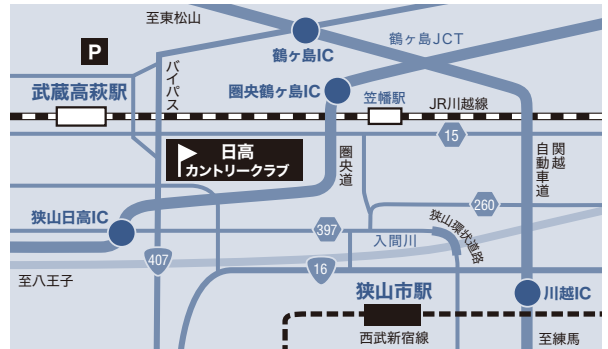 至東松山
P
鶴ヶ島IC
鶴ヶ島JCT
バイパス
武蔵高萩駅
圏央鶴ヶ島IC
笠幡駅
JR川越線
15
日高
カントリークラブ
圏央道
関越
自動車道
260
狭山日高IC
397
狭山環状道路
入間川
407
16
至八王子
狭山市駅
川越IC
西武新宿線
至練馬